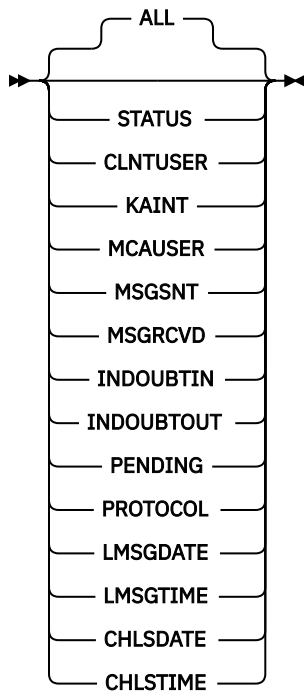 ALL
STATUS
CLNTUSER
KAINT
MCAUSER
MSGSNT
MSGRCVD
INDOUBTIN
INDOUBTOUT
PENDING
PROTOCOL
LMSGDATE
LMSGTIME
CHLSDATE
CHLSTIME